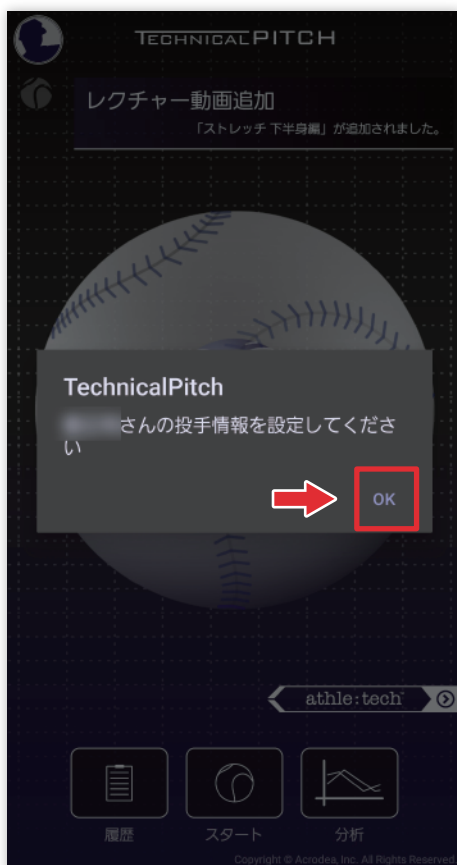 TECHNICALPITCH
レクチャー動画追加
「ストレッチ 下半身編」が追加されました。
TechnicalPitch
さんの投手情報を設定してくださ
い
OK
athle:tech
履歴
スタート
分析
Copyright © Acrodea, Inc. All Rights Reserved